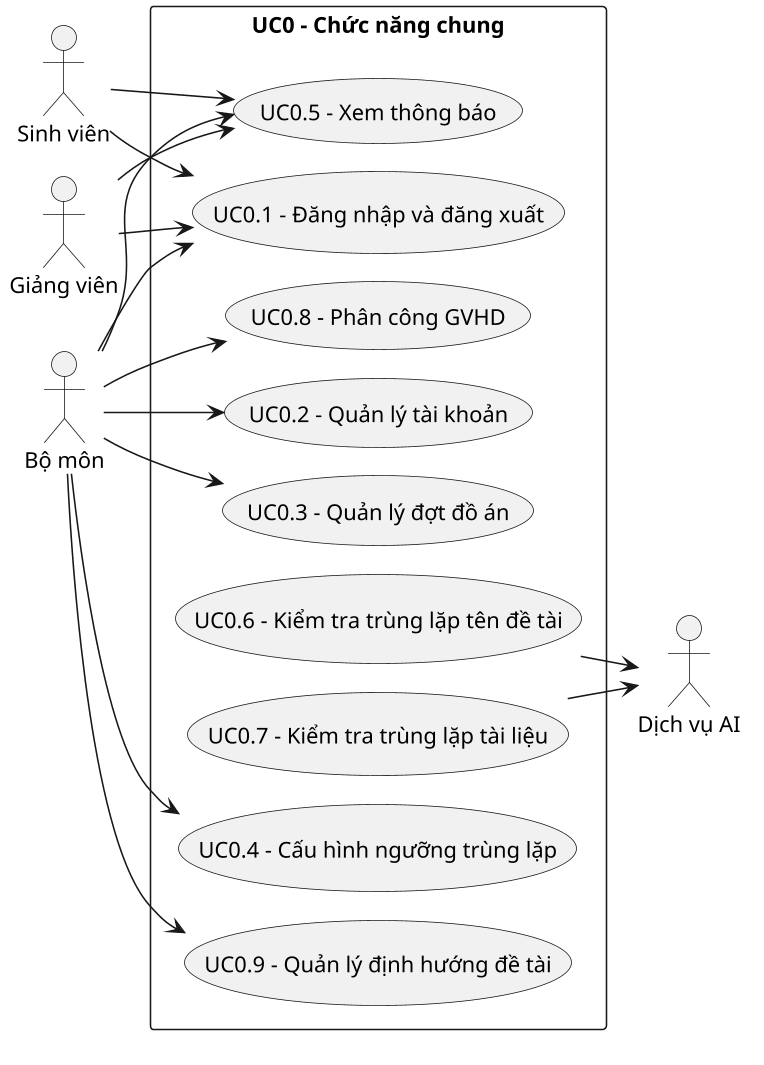 UC0 - Chức năng chung
Sinh viên
UC0.5 - Xem thông báo
UC0.1 - Đăng nhập và đăng xuất
Giảng viên
UC0.8 - Phân công GVHD
UC0.2 - Quản lý tài khoản
Bộ môn
UC0.3 - Quản lý đợt đồ án
UC0.6 - Kiểm tra trùng lặp tên đề tài
Dịch vụ AI
UC0.7 - Kiểm tra trùng lặp tài liệu
UC0.4 - Cấu hình ngưỡng trùng lặp
UC0.9 - Quản lý định hướng đề tài